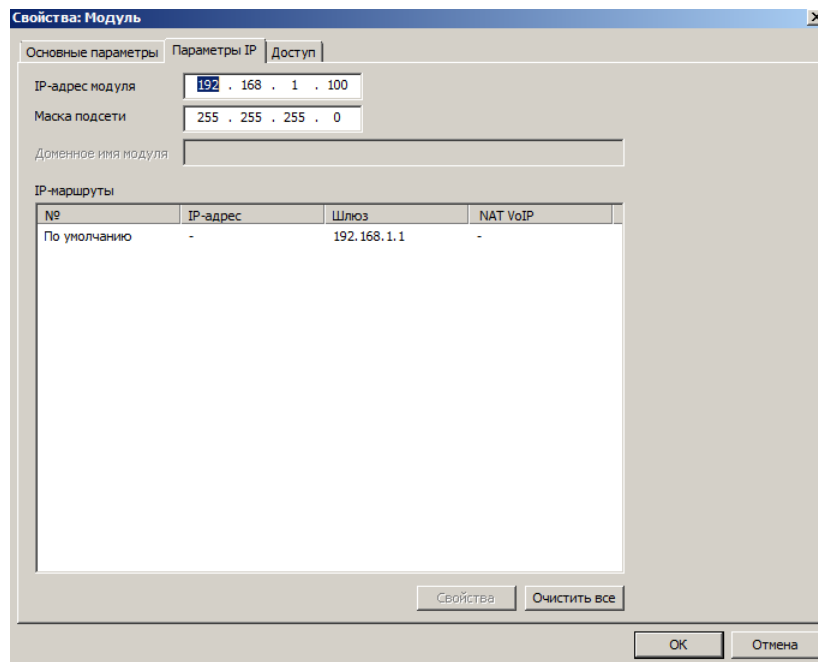 Свойства: Модуль
Основные параметры Параметры IP Доступ
IP-адрес модуля 192 . 168 . 1 . 100
Маска подсети 255 . 255 . 255 . 0
Доменное имя модуля
IP-маршруты
№ IP-адрес Шлюз NAT VoIP
По умолчанию - 192.168.1.1 -
Свойства Очистить все
OK Отмена